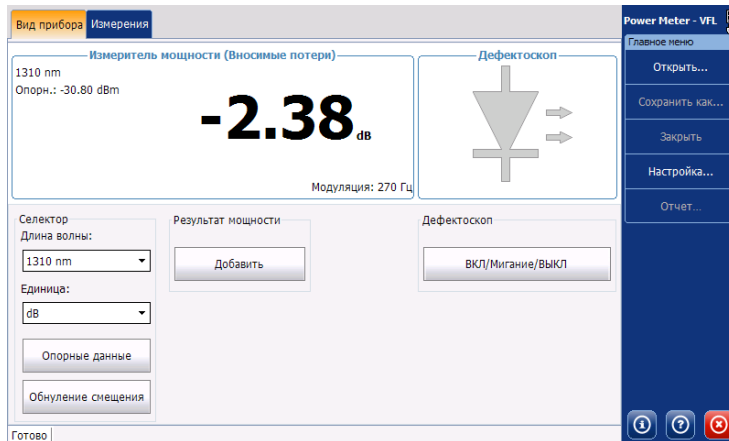 Вид прибора Измерения
Power Meter - VFL
Главное меню
Измеритель мощности (Вносимые потери)
1310 nm
Опорн.: -30.80 dBm
-2.38 dB
Модуляция: 270 Гц
Дефектоскоп
Открыть...
Сохранить как...
Закрыть
Настройка...
Отчет...
Селектор
Длина волны:
1310 nm
Единица:
dB
Опорные данные
Обнуление смещения
Результат мощности
Добавить
Дефектоскоп
ВКЛ/Мигание/ВЫКЛ
Готово